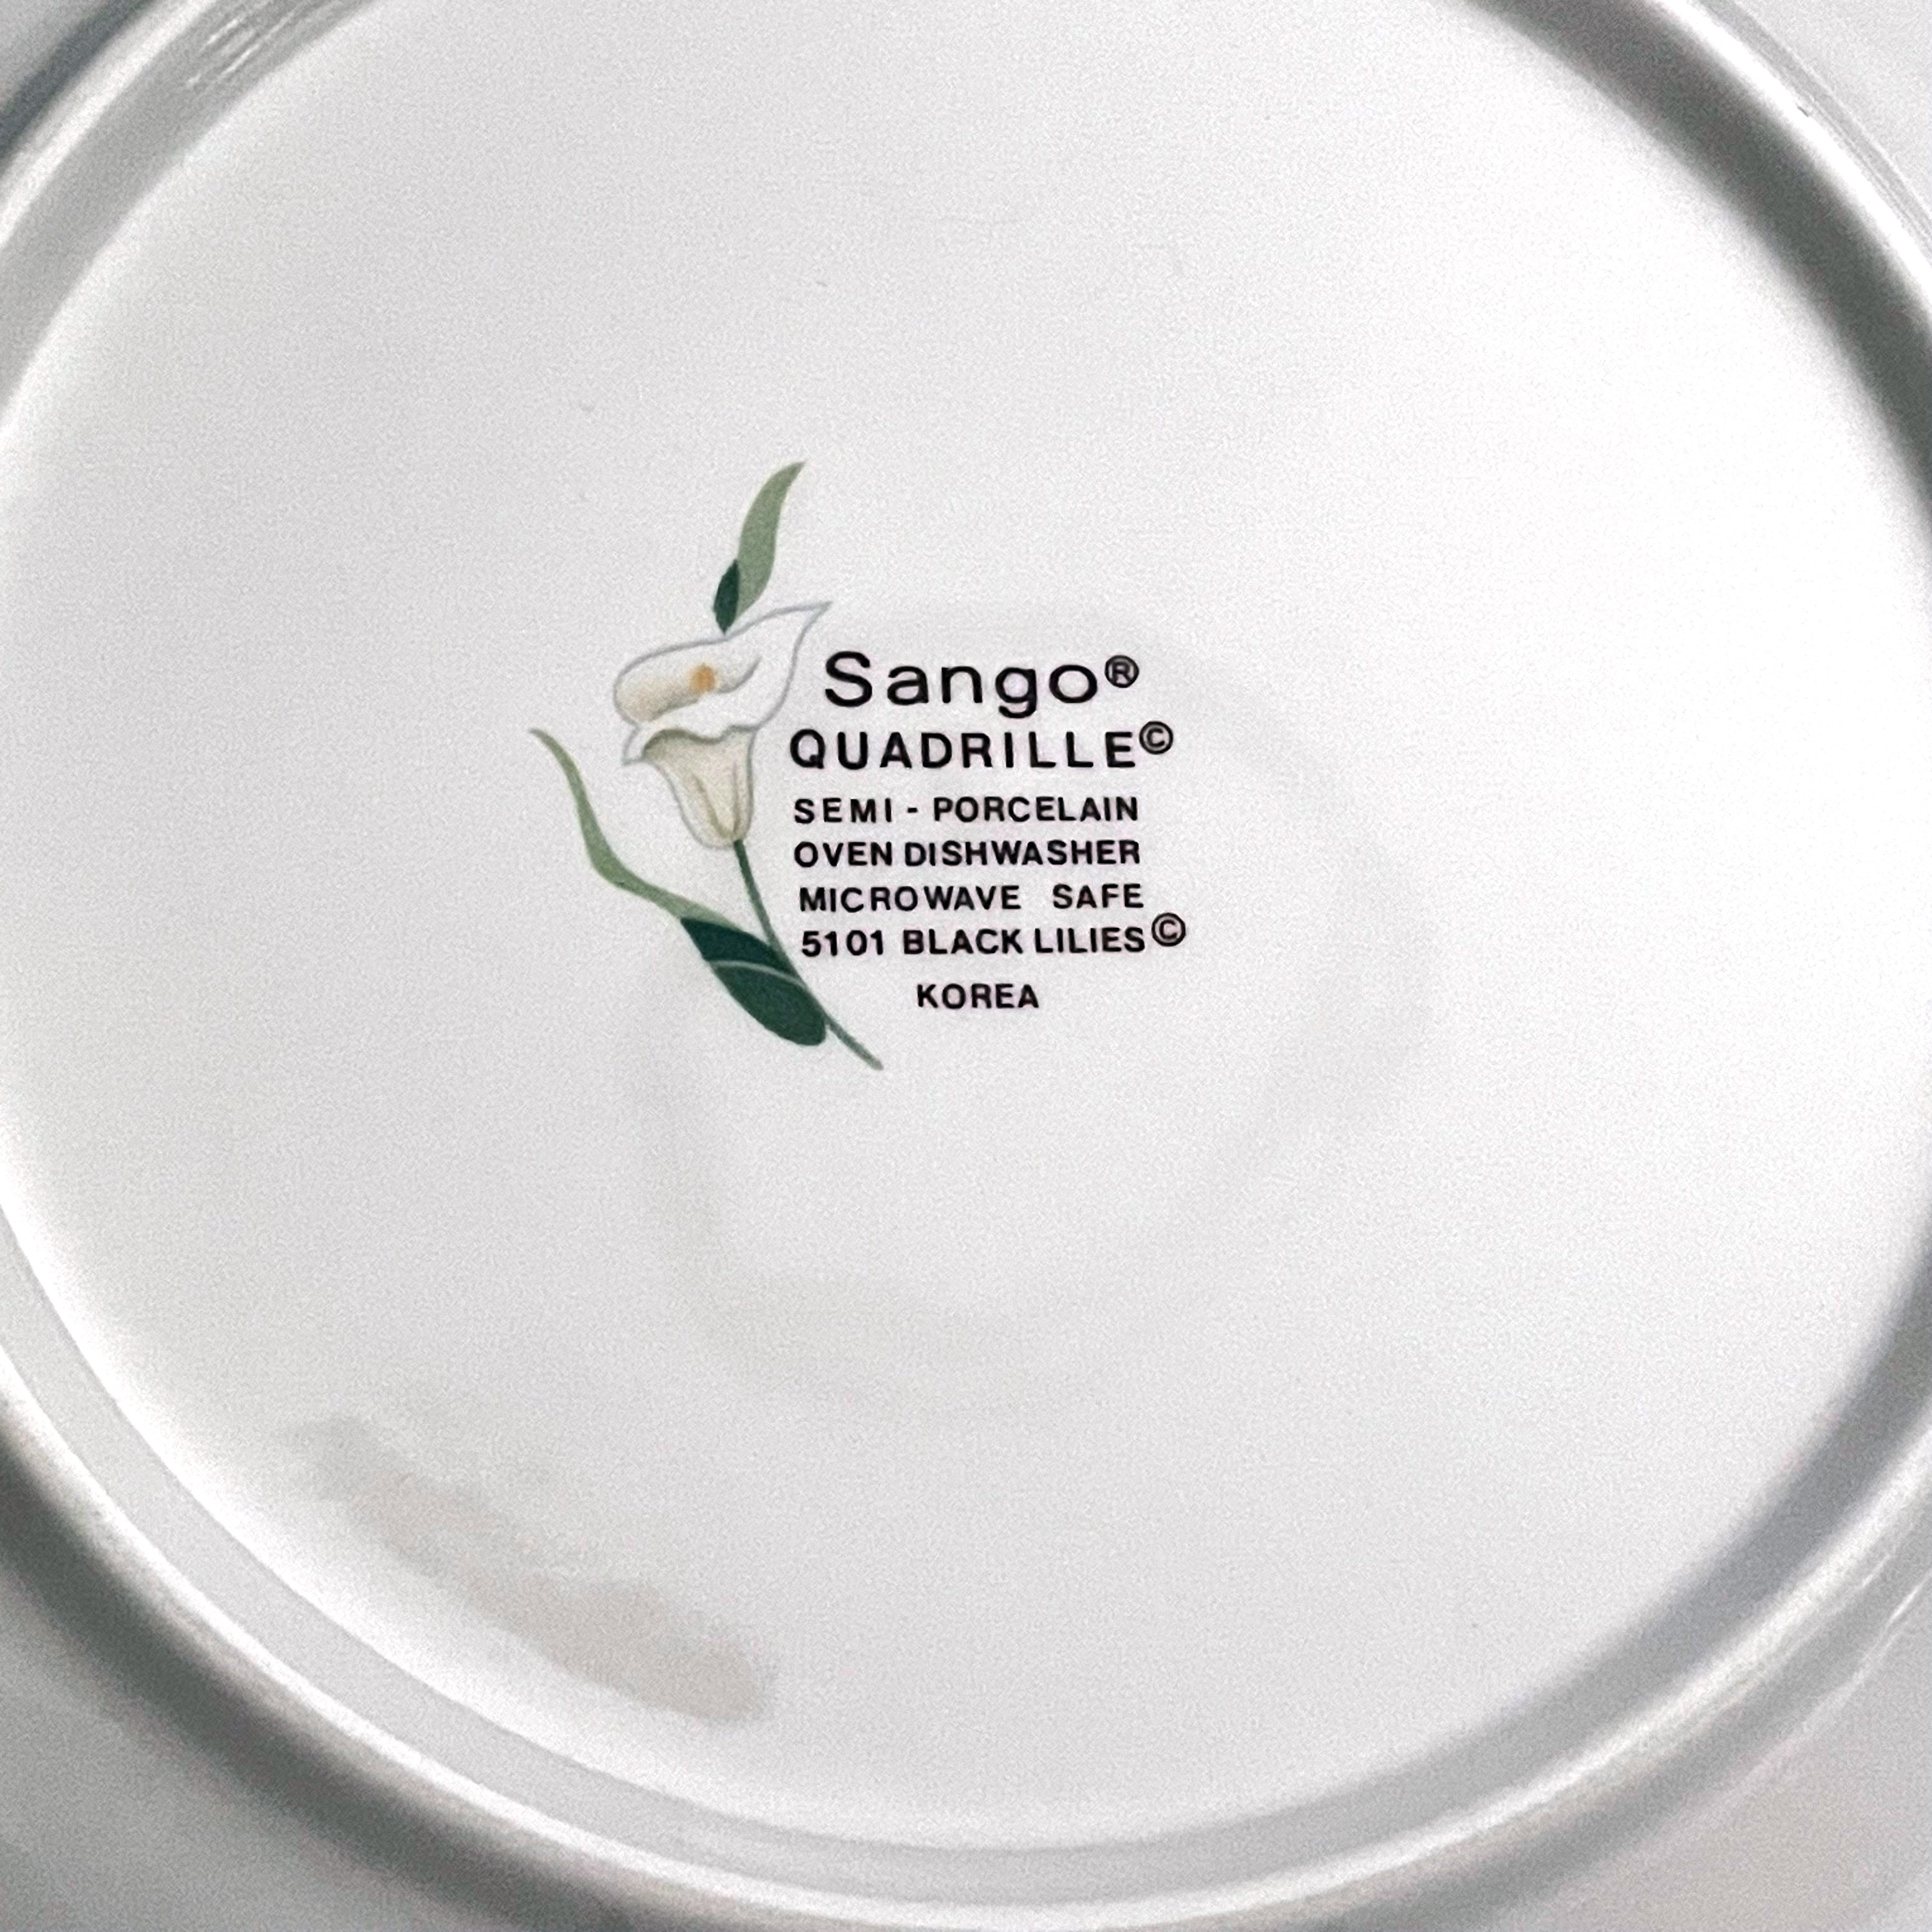 Sango®
QUADRILLE©
SEMI - PORCELAIN
OVEN DISHWASHER
MICROWAVE SAFE
5101 BLACK LILIES©
KOREA